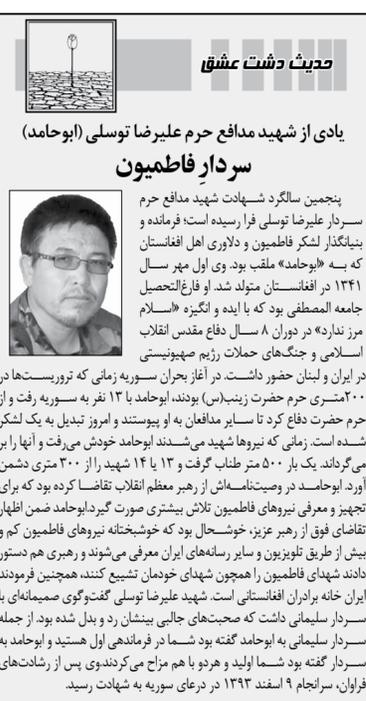 حدیث دشت عشق
یادی از شهید مدافع حرم علیرضا توسلی (ابوحامد)
سردارِ فاطمیون
پنجمین سالگرد شهادت شهید مدافع حرم
سردار علیرضا توسلی فرا رسیده است؛ فرمانده و
بنیانگذار لشکر فاطمیون و دلاوری اهل افغانستان
که به «ابوحامد» ملقب بود. وی اول مهر سال
۱۳۴۱ در افغانستان متولد شد. او فارغ‌التحصیل
جامعه المصطفی بود که با ایده و انگیزه «اسلام
مرز ندارد» در دوران ۸ سال دفاع مقدس انقلاب
اسلامی و جنگ‌های حملات رژیم صهیونیستی
در ایران و لبنان حضور داشت. در آغاز بحران سوریه زمانی که تروریست‌ها در
۲۰۰متری حرم حضرت زینب(س) بودند، ابوحامد با ۱۳ نفر به سوریه رفت و از
حرم حضرت دفاع کرد تا سایر مدافعان به او پیوستند و امروز تبدیل به یک لشکر
شده است. زمانی که نیروها شهید می‌شدند ابوحامد خودش می‌رفت و آنها را بر
می‌گرداند. یک بار ۵۰۰ متر طناب گرفت و ۱۳ یا ۱۴ شهید را از ۳۰۰ متری دشمن
آورد. ابوحامد در وصیت‌نامه‌اش از رهبر معظم انقلاب تقاضا کرده بود که برای
تجهیز و معرفی نیروهای فاطمیون تلاش بیشتری صورت گیرد.ابوحامد ضمن اظهار
تقاضای فوق از رهبر عزیز، خوشحال بود که خوشبختانه نیروهای فاطمیون کم و
بیش از طریق تلویزیون و سایر رسانه‌های ایران معرفی می‌شوند و رهبری هم دستور
دادند شهدای فاطمیون را همچون شهدای خودمان تشییع کنند، همچنین فرمودند
ایران خانه برادران افغانستانی است. شهید علیرضا توسلی گفت‌وگوی صمیمانه‌ای با
سردار سلیمانی داشت که صحبت‌های جالبی بینشان رد و بدل شده بود. از جمله
سردار سلیمانی به ابوحامد گفته بود شما در فرماندهی اول هستید و ابوحامد به
سردار گفته بود شما اولید و هردو با هم مزاح می‌کردند.وی پس از رشادت‌های
فراوان، سرانجام ۹ اسفند ۱۳۹۳ در درعای سوریه به شهادت رسید.